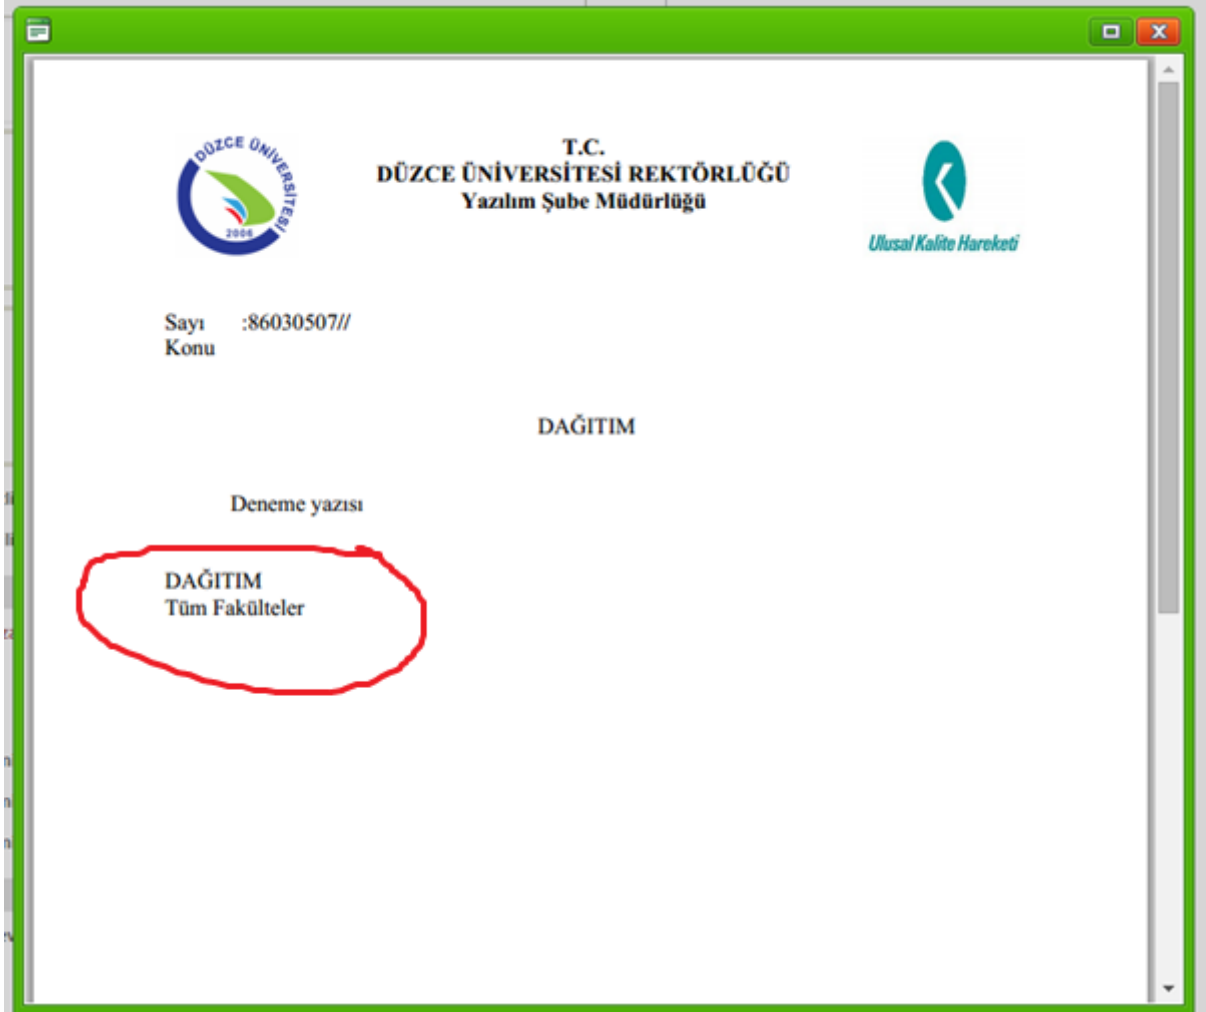 DÜZCE ÜNİVERSİTESİ
2006
T.C.
DÜZCE ÜNİVERSİTESİ REKTÖRLÜĞÜ
Yazılım Şube Müdürlüğü
Ulusal Kalite Hareketi
Sayı :86030507//
Konu
DAĞITIM
Deneme yazısı
DAĞITIM
Tüm Fakülteler